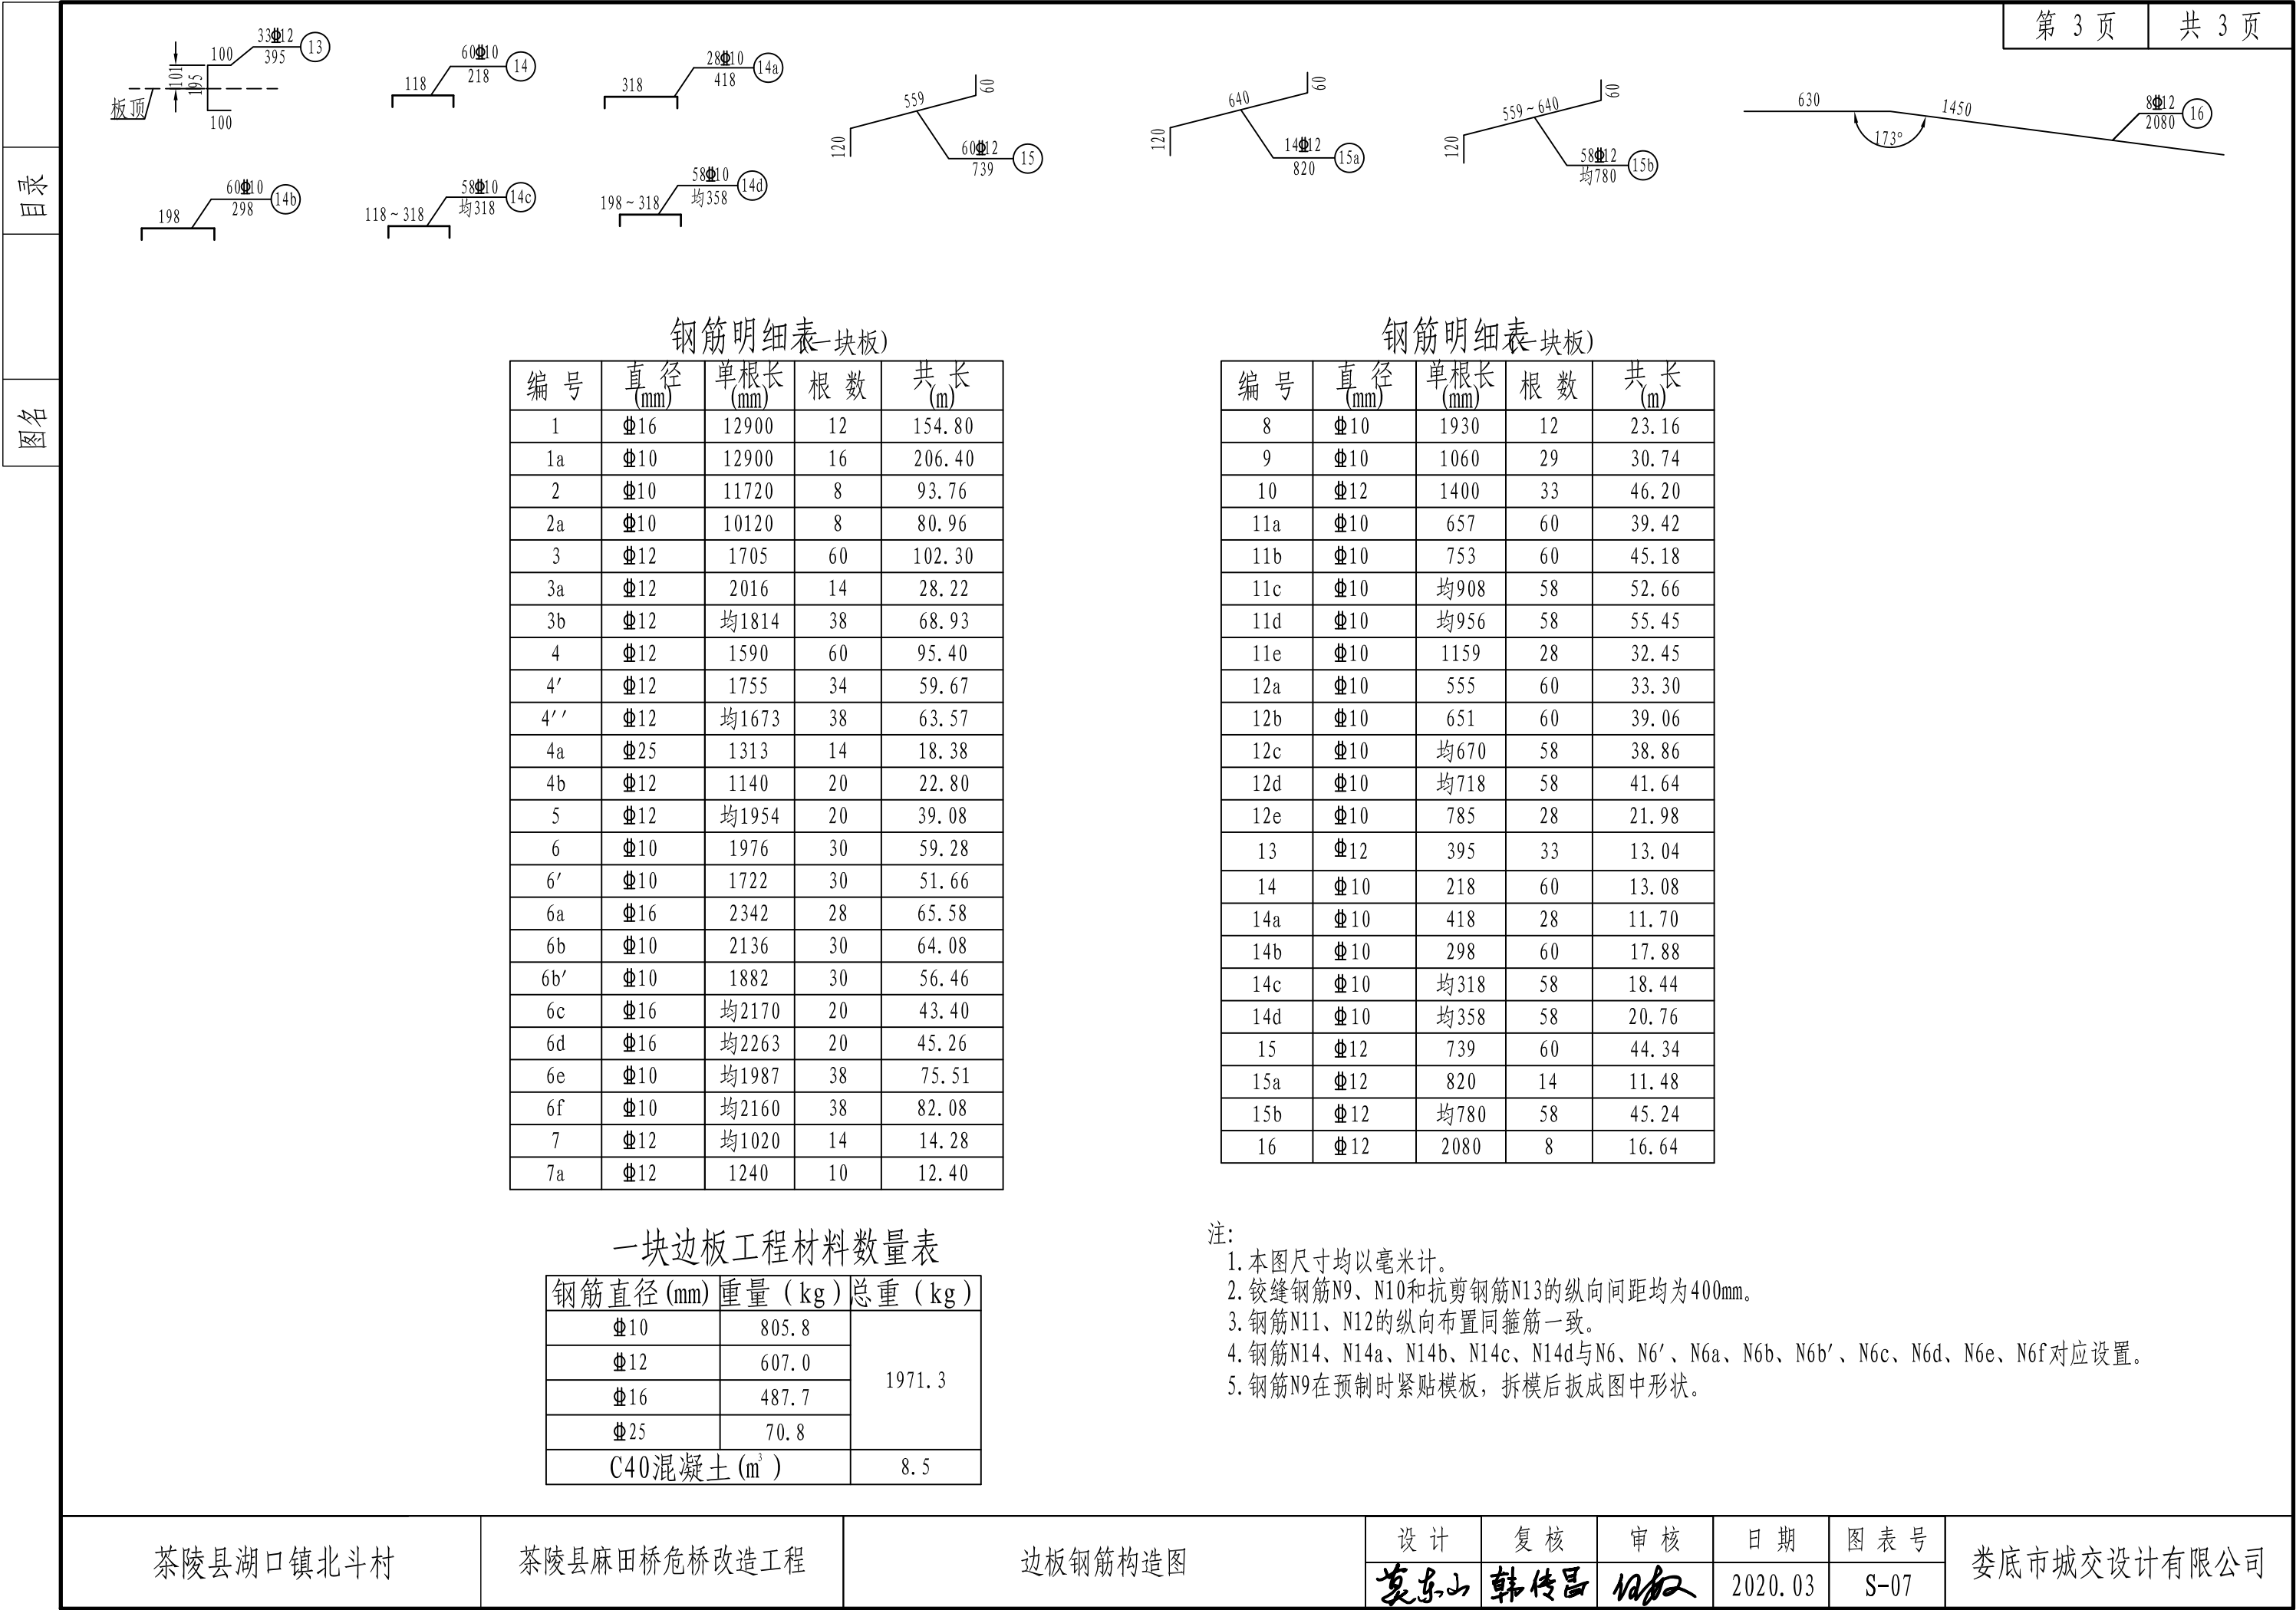 第 3 页 共 3 页
目录
图名
33Φ12 395 13
100
101
195
100
板顶
60Φ10 218 14
118
28Φ10 418 14a
318
559
60
120
60Φ12 739 15
640
60
120
14Φ12 820 15a
559~640
60
120
58Φ12 均780 15b
630
1450
173°
8Φ12 2080 16
60Φ10 298 14b
198
58Φ10 均318 14c
118~318
58Φ10 均358 14d
198~318
钢筋明细表(一块板)
编号 直径(mm) 单根长(mm) 根数 共长(m)
1 Φ16 12900 12 154.80
1a Φ10 12900 16 206.40
2 Φ10 11720 8 93.76
2a Φ10 10120 8 80.96
3 Φ12 1705 60 102.30
3a Φ12 2016 14 28.22
3b Φ12 均1814 38 68.93
4 Φ12 1590 60 95.40
4' Φ12 1755 34 59.67
4'' Φ12 均1673 38 63.57
4a Φ25 1313 14 18.38
4b Φ12 1140 20 22.80
5 Φ12 均1954 20 39.08
6 Φ10 1976 30 59.28
6' Φ10 1722 30 51.66
6a Φ16 2342 28 65.58
6b Φ10 2136 30 64.08
6b' Φ10 1882 30 56.46
6c Φ16 均2170 20 43.40
6d Φ16 均2263 20 45.26
6e Φ10 均1987 38 75.51
6f Φ10 均2160 38 82.08
7 Φ12 均1020 14 14.28
7a Φ12 1240 10 12.40
钢筋明细表(一块板)
编号 直径(mm) 单根长(mm) 根数 共长(m)
8 Φ10 1930 12 23.16
9 Φ10 1060 29 30.74
10 Φ12 1400 33 46.20
11a Φ10 657 60 39.42
11b Φ10 753 60 45.18
11c Φ10 均908 58 52.66
11d Φ10 均956 58 55.45
11e Φ10 1159 28 32.45
12a Φ10 555 60 33.30
12b Φ10 651 60 39.06
12c Φ10 均670 58 38.86
12d Φ10 均718 58 41.64
12e Φ10 785 28 21.98
13 Φ12 395 33 13.04
14 Φ10 218 60 13.08
14a Φ10 418 28 11.70
14b Φ10 298 60 17.88
14c Φ10 均318 58 18.44
14d Φ10 均358 58 20.76
15 Φ12 739 60 44.34
15a Φ12 820 14 11.48
15b Φ12 均780 58 45.24
16 Φ12 2080 8 16.64
一块边板工程材料数量表
钢筋直径(mm) 重量(kg) 总重(kg)
Φ10 805.8
Φ12 607.0
1971.3
Φ16 487.7
Φ25 70.8
C40混凝土(m³) 8.5
注:
1.本图尺寸均以毫米计。
2.铰缝钢筋N9、N10和抗剪钢筋N13的纵向间距均为400mm。
3.钢筋N11、N12的纵向布置同箍筋一致。
4.钢筋N14、N14a、N14b、N14c、N14d与N6、N6'、N6a、N6b、N6b'、N6c、N6d、N6e、N6f对应设置。
5.钢筋N9在预制时紧贴模板，拆模后扳成图中形状。
茶陵县湖口镇北斗村
茶陵县麻田桥危桥改造工程
边板钢筋构造图
设计 复核 审核 日期 图表号
莫东山 韩传昌 2020.03 S-07
娄底市城交设计有限公司